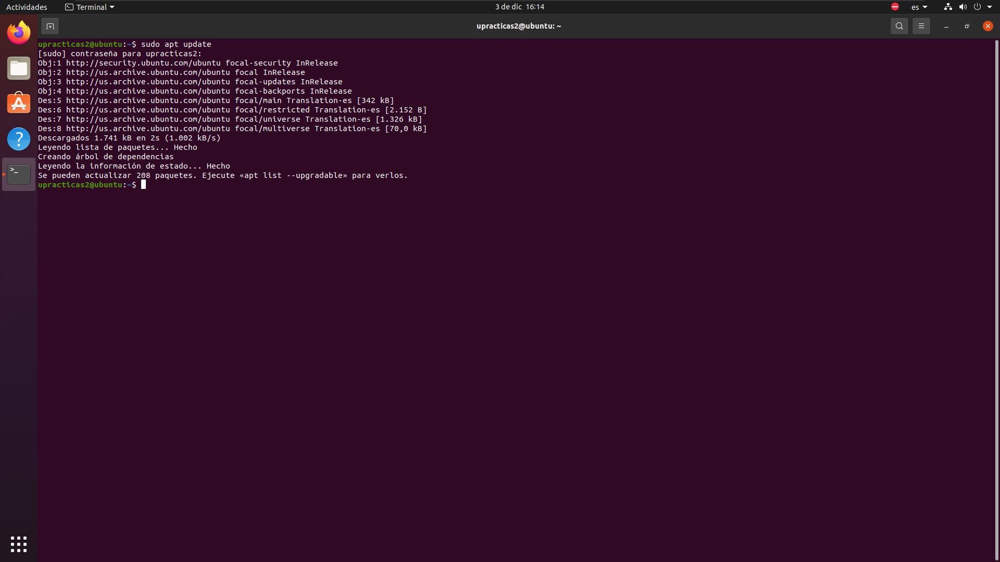 Actividades Terminal 3 de dic 16:14 es
upracticas2@ubuntu: ~
upracticas2@ubuntu:~$ sudo apt update
[sudo] contraseña para upracticas2:
Obj:1 http://security.ubuntu.com/ubuntu focal-security InRelease
Obj:2 http://us.archive.ubuntu.com/ubuntu focal InRelease
Obj:3 http://us.archive.ubuntu.com/ubuntu focal-updates InRelease
Obj:4 http://us.archive.ubuntu.com/ubuntu focal-backports InRelease
Des:5 http://us.archive.ubuntu.com/ubuntu focal/main Translation-es [342 kB]
Des:6 http://us.archive.ubuntu.com/ubuntu focal/restricted Translation-es [2.152 B]
Des:7 http://us.archive.ubuntu.com/ubuntu focal/universe Translation-es [1.326 kB]
Des:8 http://us.archive.ubuntu.com/ubuntu focal/multiverse Translation-es [70,0 kB]
Descargados 1.741 kB en 2s (1.002 kB/s)
Leyendo lista de paquetes... Hecho
Creando árbol de dependencias
Leyendo la información de estado... Hecho
Se pueden actualizar 208 paquetes. Ejecute «apt list --upgradable» para verlos.
upracticas2@ubuntu:~$